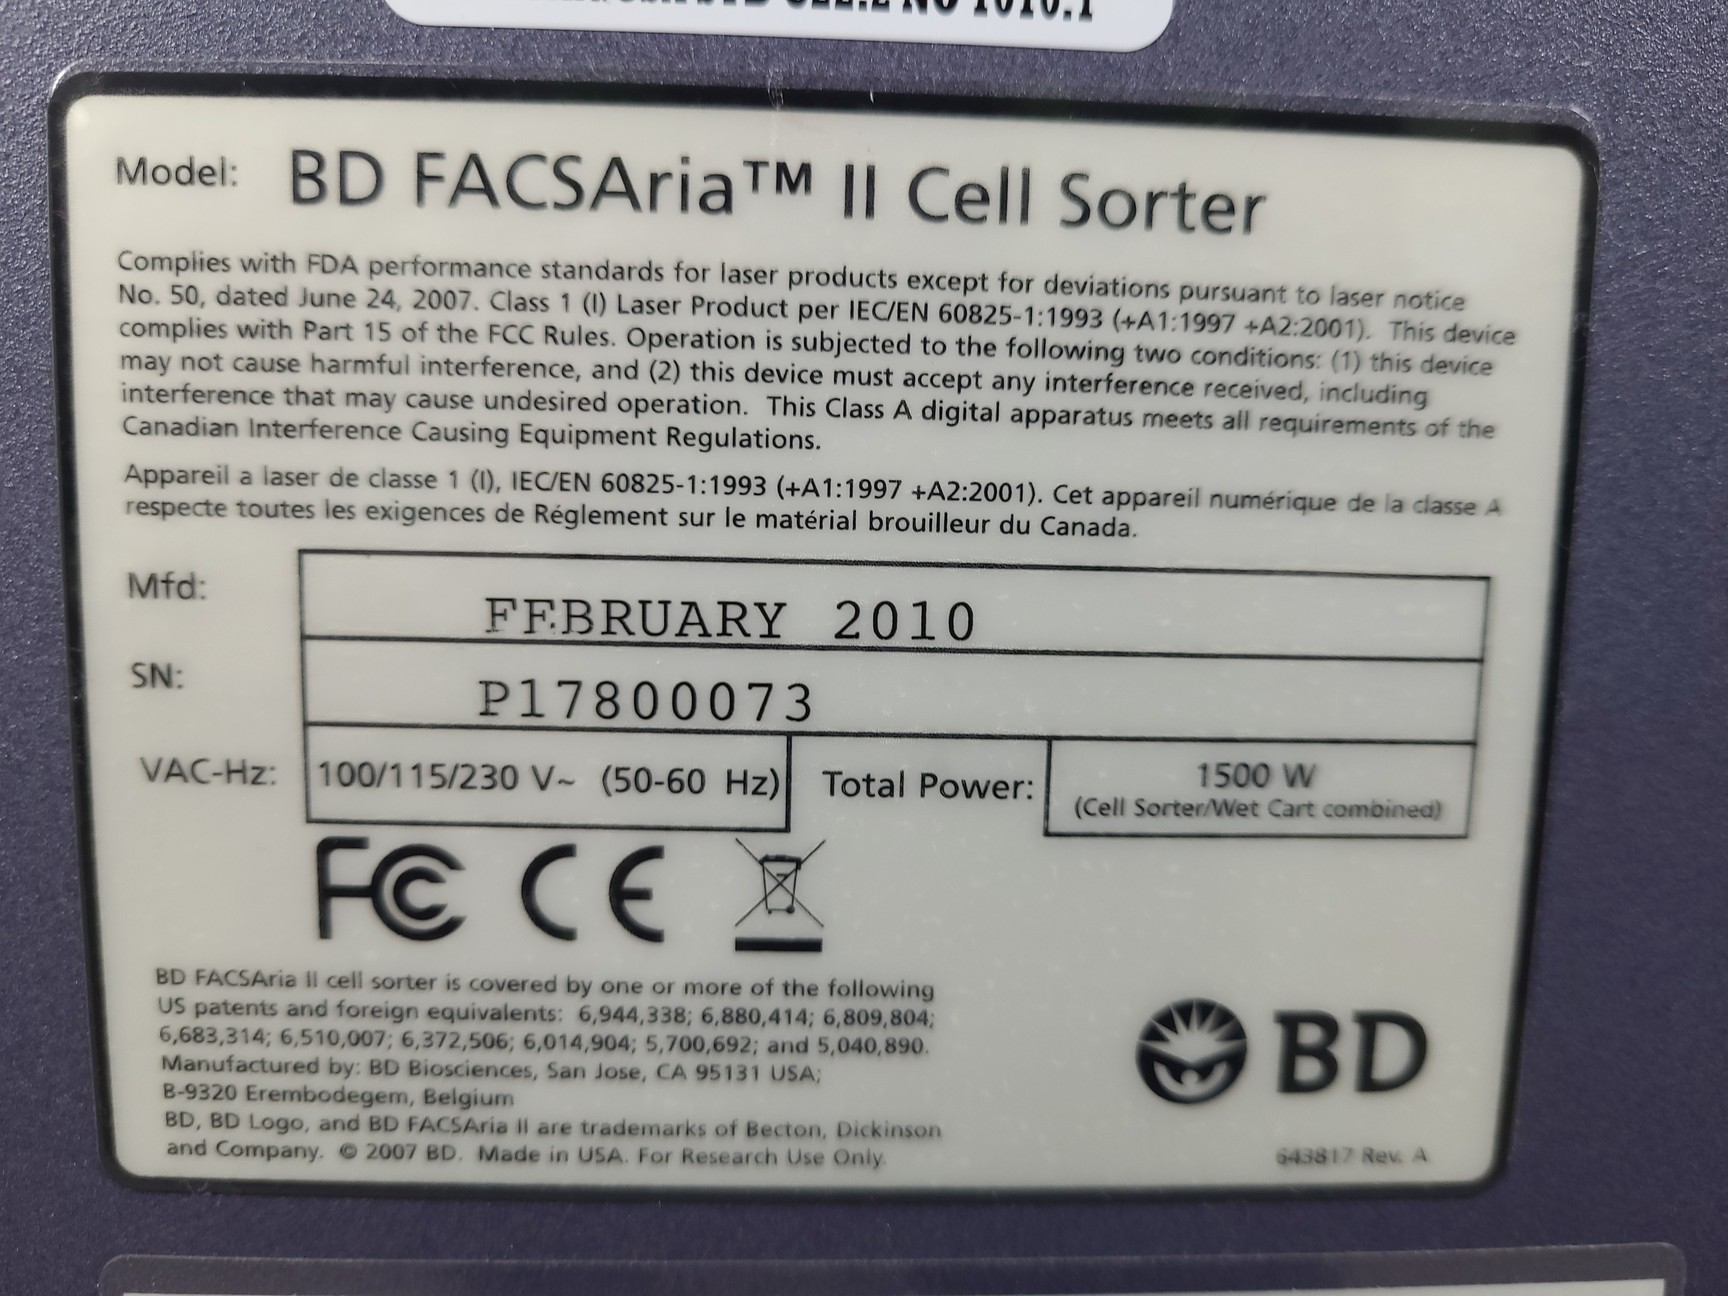 NO 1010.1
Model: BD FACSAria™ II Cell Sorter
Complies with FDA performance standards for laser products except for deviations pursuant to laser notice
No. 50, dated June 24, 2007. Class 1 (I) Laser Product per IEC/EN 60825-1:1993 (+A1:1997 +A2:2001). This device
complies with Part 15 of the FCC Rules. Operation is subjected to the following two conditions: (1) this device
may not cause harmful interference, and (2) this device must accept any interference received, including
interference that may cause undesired operation. This Class A digital apparatus meets all requirements of the
Canadian Interference Causing Equipment Regulations.
Appareil a laser de classe 1 (I), IEC/EN 60825-1:1993 (+A1:1997 +A2:2001). Cet appareil numérique de la classe A
respecte toutes les exigences de Réglement sur le matérial brouilleur du Canada.
Mfd: FEBRUARY 2010
SN: P17800073
VAC-Hz: 100/115/230 V~ (50-60 Hz) Total Power: 1500 W
(Cell Sorter/Wet Cart combined)
FC CE
BD FACSAria II cell sorter is covered by one or more of the following
US patents and foreign equivalents: 6,944,338; 6,880,414; 6,809,804;
6,683,314; 6,510,007; 6,372,506; 6,014,904; 5,700,692; and 5,040,890.
Manufactured by: BD Biosciences, San Jose, CA 95131 USA;
B-9320 Erembodegem, Belgium
BD, BD Logo, and BD FACSAria II are trademarks of Becton, Dickinson
and Company. © 2007 BD. Made in USA. For Research Use Only.
BD
643817 Rev. A